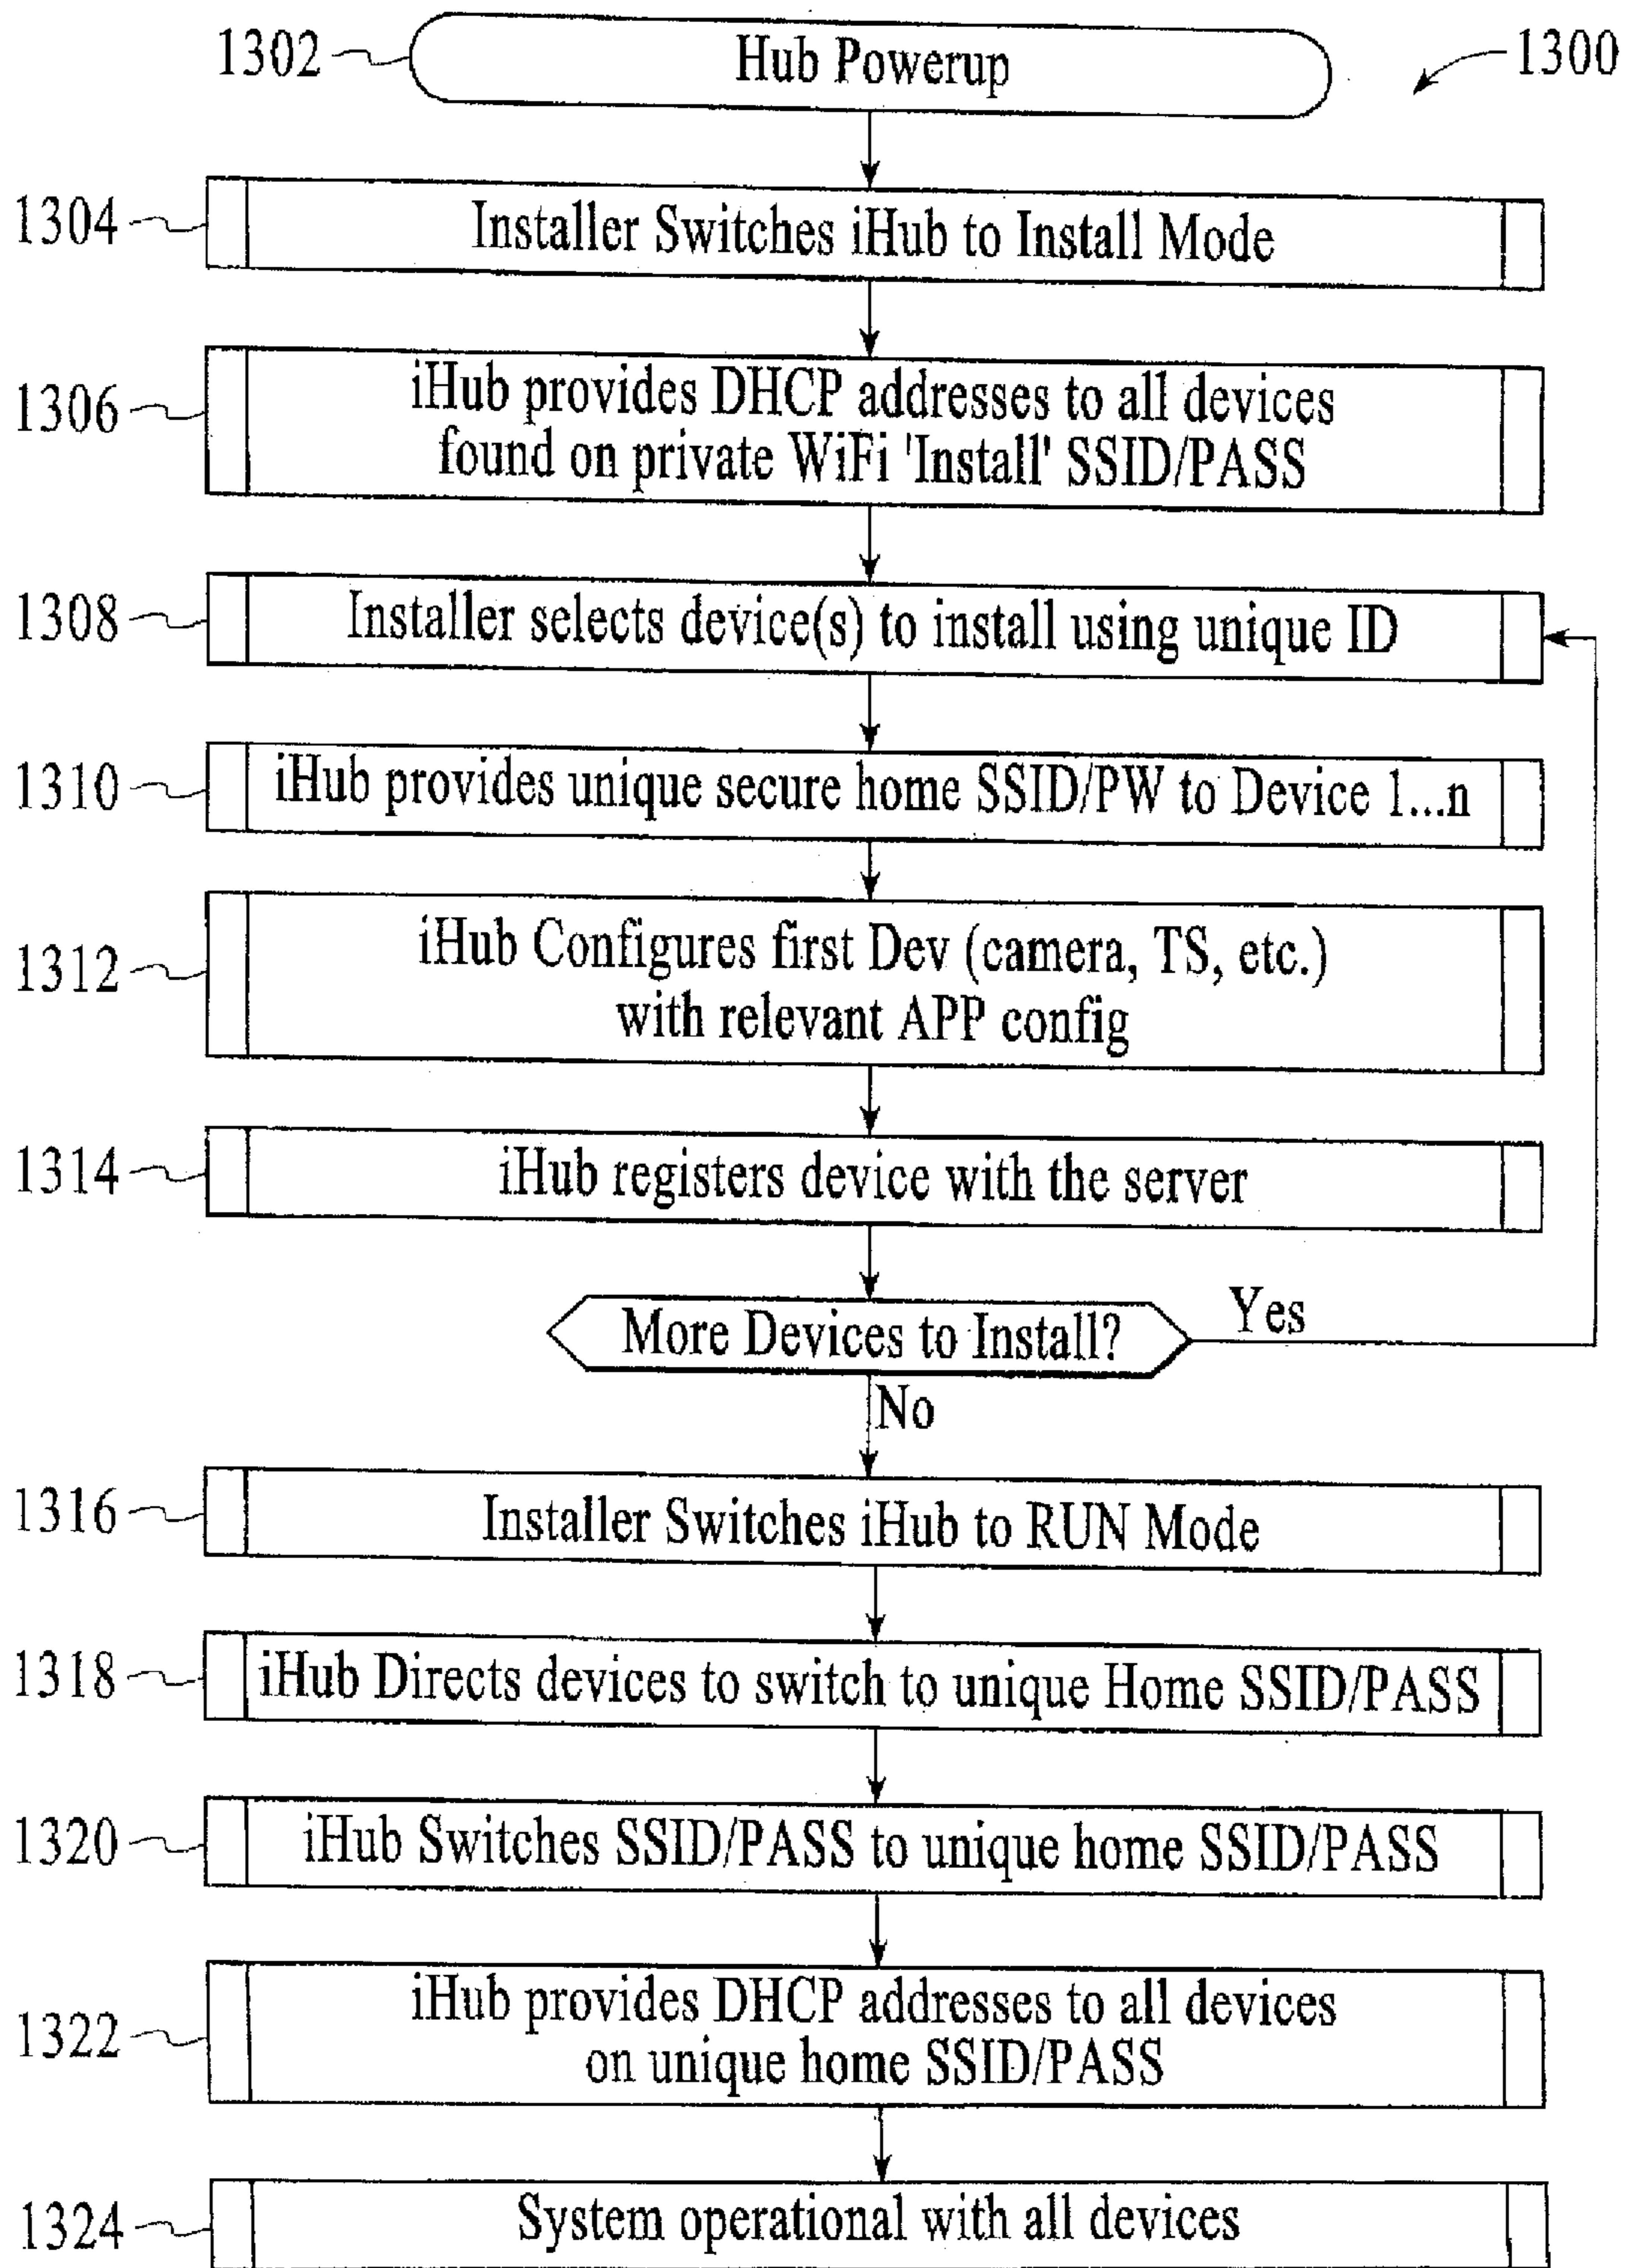 1302
Hub Powerup
1300
1304
Installer Switches iHub to Install Mode
1306
iHub provides DHCP addresses to all devices
found on private WiFi 'Install' SSID/PASS
1308
Installer selects device(s) to install using unique ID
1310
iHub provides unique secure home SSID/PW to Device 1...n
1312
iHub Configures first Dev (camera, TS, etc.)
with relevant APP config
1314
iHub registers device with the server
More Devices to Install?
Yes
No
1316
Installer Switches iHub to RUN Mode
1318
iHub Directs devices to switch to unique Home SSID/PASS
1320
iHub Switches SSID/PASS to unique home SSID/PASS
1322
iHub provides DHCP addresses to all devices
on unique home SSID/PASS
1324
System operational with all devices